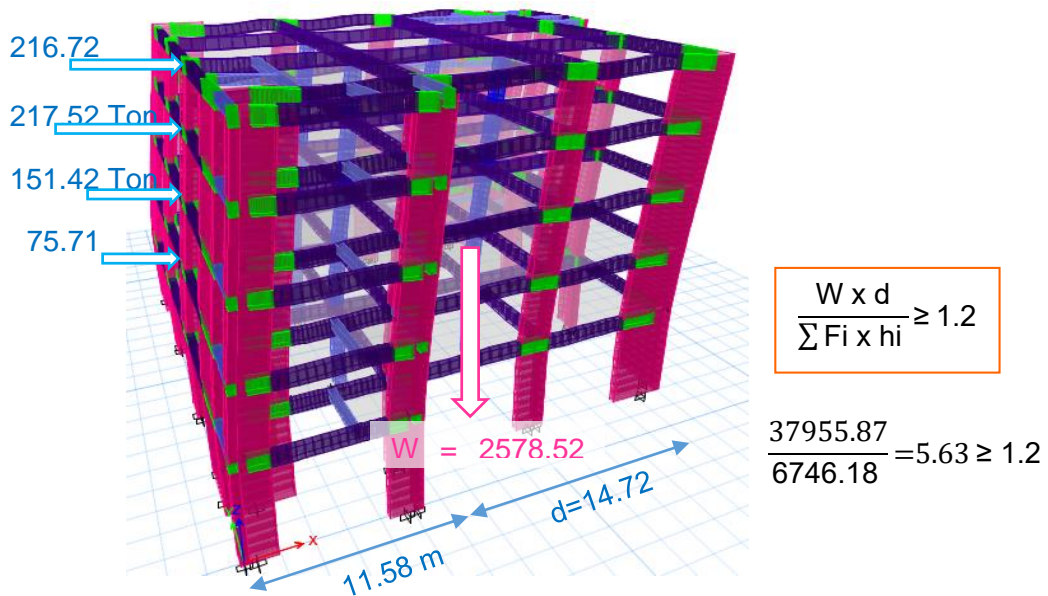 216.72
217.52 Ton
151.42 Ton
75.71
W = 2578.52
d=14.72
11.58 m
x
W x d
∑ Fi x hi
≥ 1.2
37955.87
6746.18
=5.63 ≥ 1.2